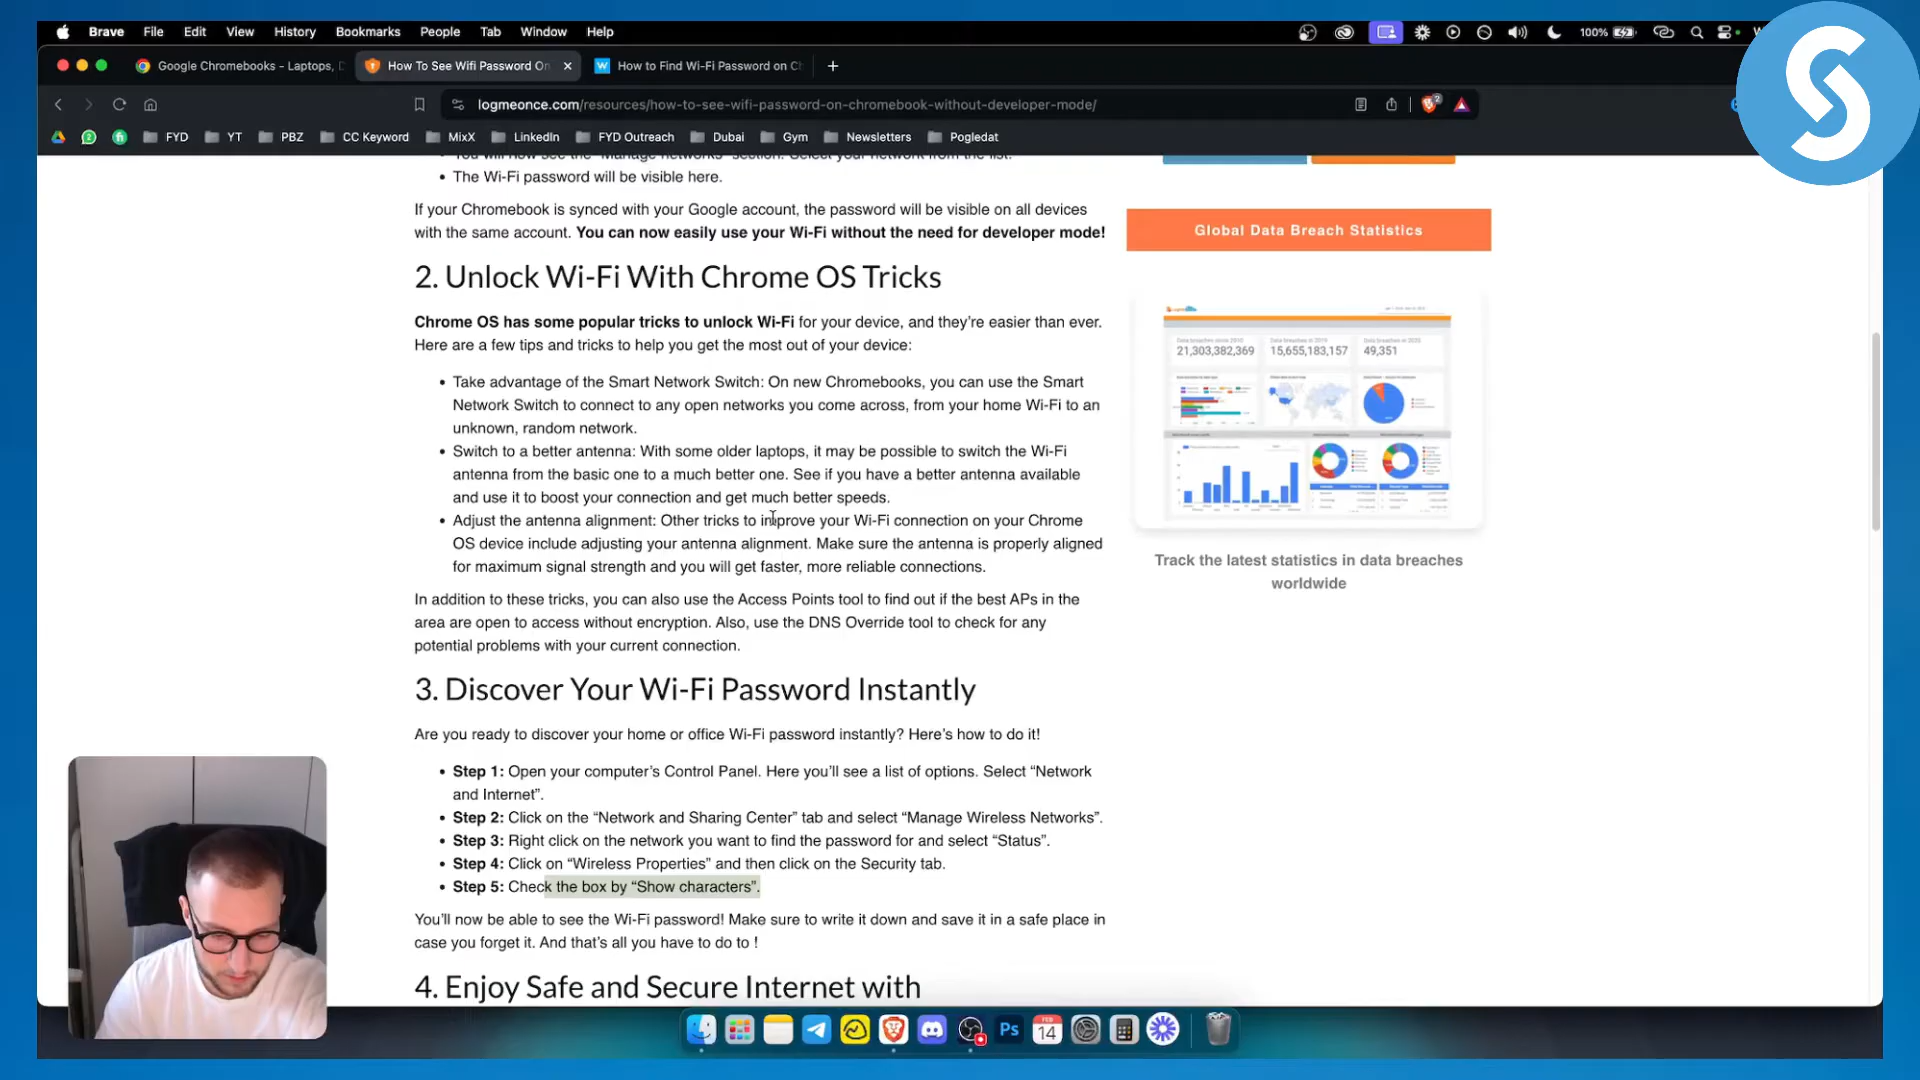 Brave File Edit View History Bookmarks People Tab Window Help 100%
Google Chromebooks - Laptops, How To See Wifi Password On How to Find Wi-Fi Password on C
logmeonce.com/resources/how-to-see-wifi-password-on-chromebook-without-developer-mode/
FYD YT PBZ CC Keyword MixX LinkedIn FYD Outreach Dubai Gym Newsletters Pogledat
You will now see the "Manage networks" section. Select your network from the list.
• The Wi-Fi password will be visible here.
If your Chromebook is synced with your Google account, the password will be visible on all devices
with the same account. You can now easily use your Wi-Fi without the need for developer mode!
2. Unlock Wi-Fi With Chrome OS Tricks
Chrome OS has some popular tricks to unlock Wi-Fi for your device, and they're easier than ever.
Here are a few tips and tricks to help you get the most out of your device:
• Take advantage of the Smart Network Switch: On new Chromebooks, you can use the Smart
Network Switch to connect to any open networks you come across, from your home Wi-Fi to an
unknown, random network.
• Switch to a better antenna: With some older laptops, it may be possible to switch the Wi-Fi
antenna from the basic one to a much better one. See if you have a better antenna available
and use it to boost your connection and get much better speeds.
• Adjust the antenna alignment: Other tricks to improve your Wi-Fi connection on your Chrome
OS device include adjusting your antenna alignment. Make sure the antenna is properly aligned
for maximum signal strength and you will get faster, more reliable connections.
In addition to these tricks, you can also use the Access Points tool to find out if the best APs in the
area are open to access without encryption. Also, use the DNS Override tool to check for any
potential problems with your current connection.
3. Discover Your Wi-Fi Password Instantly
Are you ready to discover your home or office Wi-Fi password instantly? Here's how to do it!
• Step 1: Open your computer's Control Panel. Here you'll see a list of options. Select “Network
and Internet”.
• Step 2: Click on the “Network and Sharing Center” tab and select “Manage Wireless Networks”.
• Step 3: Right click on the network you want to find the password for and select “Status”.
• Step 4: Click on “Wireless Properties” and then click on the Security tab.
• Step 5: Check the box by “Show characters”.
You'll now be able to see the Wi-Fi password! Make sure to write it down and save it in a safe place in
case you forget it. And that's all you have to do to !
4. Enjoy Safe and Secure Internet with
Global Data Breach Statistics
21,303,382,369 15,655,183,157 49,351
Track the latest statistics in data breaches
worldwide
Ps
FEB
14